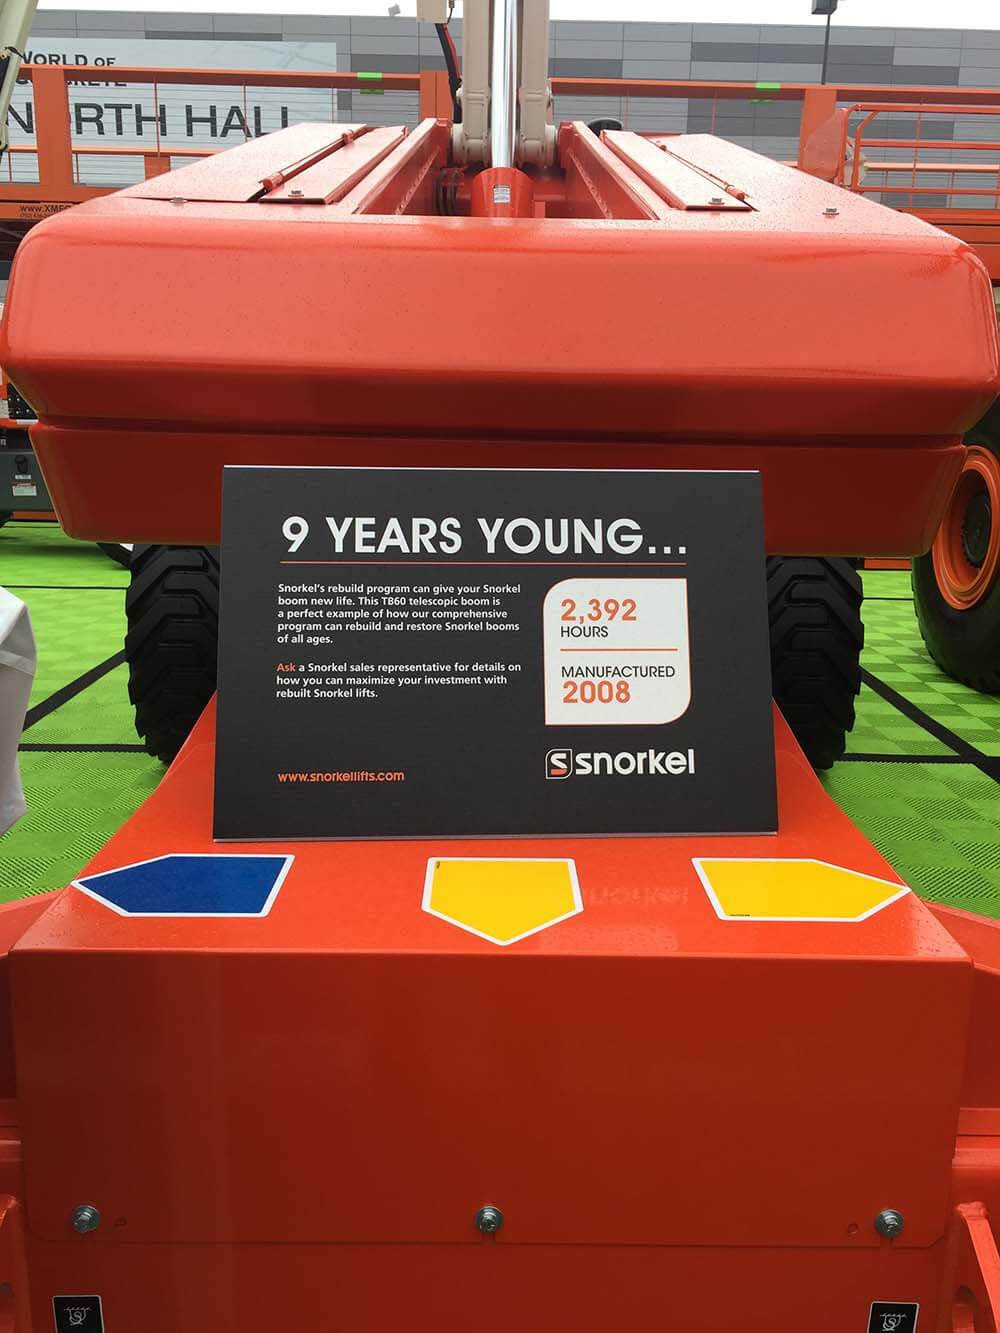 WORLD OF
CONCRETE
NORTH HALL
9 YEARS YOUNG...
Snorkel's rebuild program can give your Snorkel
boom new life. This TB60 telescopic boom is
a perfect example of how our comprehensive
program can rebuild and restore Snorkel booms
of all ages.
Ask a Snorkel sales representative for details on
how you can maximize your investment with
rebuilt Snorkel lifts.
www.snorkellifts.com
2,392
HOURS
MANUFACTURED
2008
snorkel